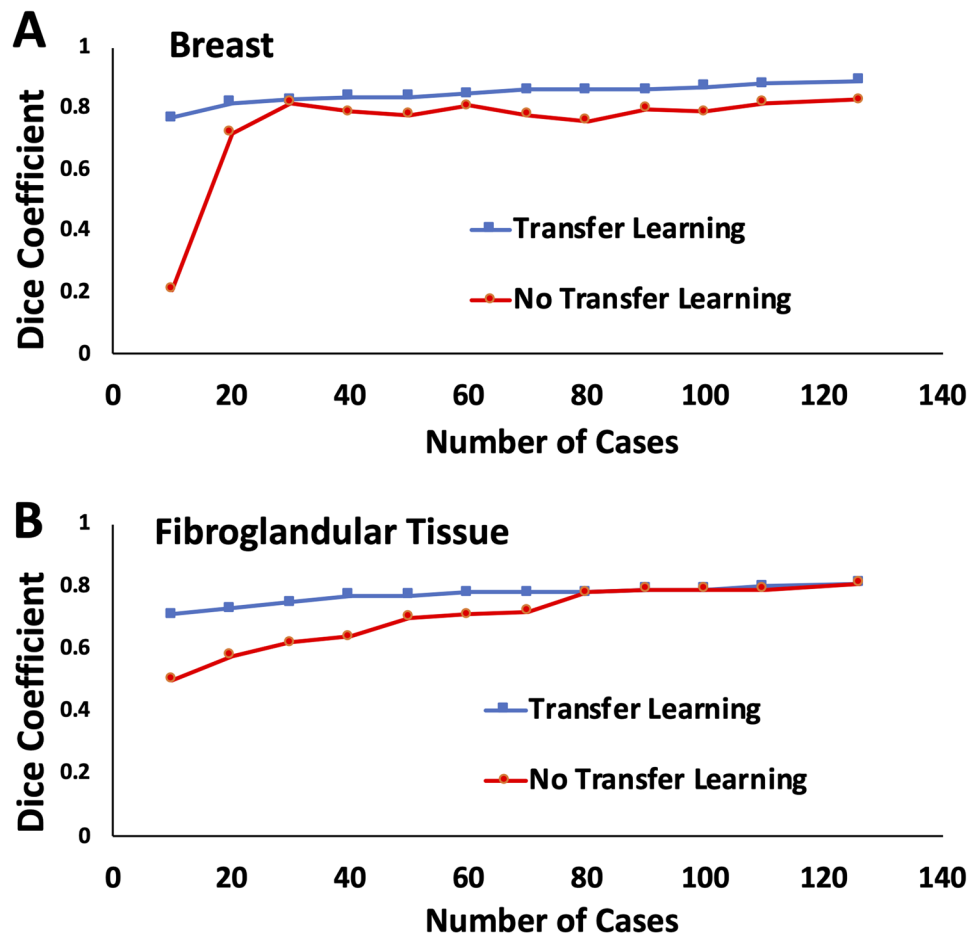 A
Breast
1
0.8
0.6
0.4
0.2
0
Dice Coefficient
Transfer Learning
No Transfer Learning
0 20 40 60 80 100 120 140
Number of Cases
B
Fibroglandular Tissue
1
0.8
0.6
0.4
0.2
0
Dice Coefficient
Transfer Learning
No Transfer Learning
0 20 40 60 80 100 120 140
Number of Cases